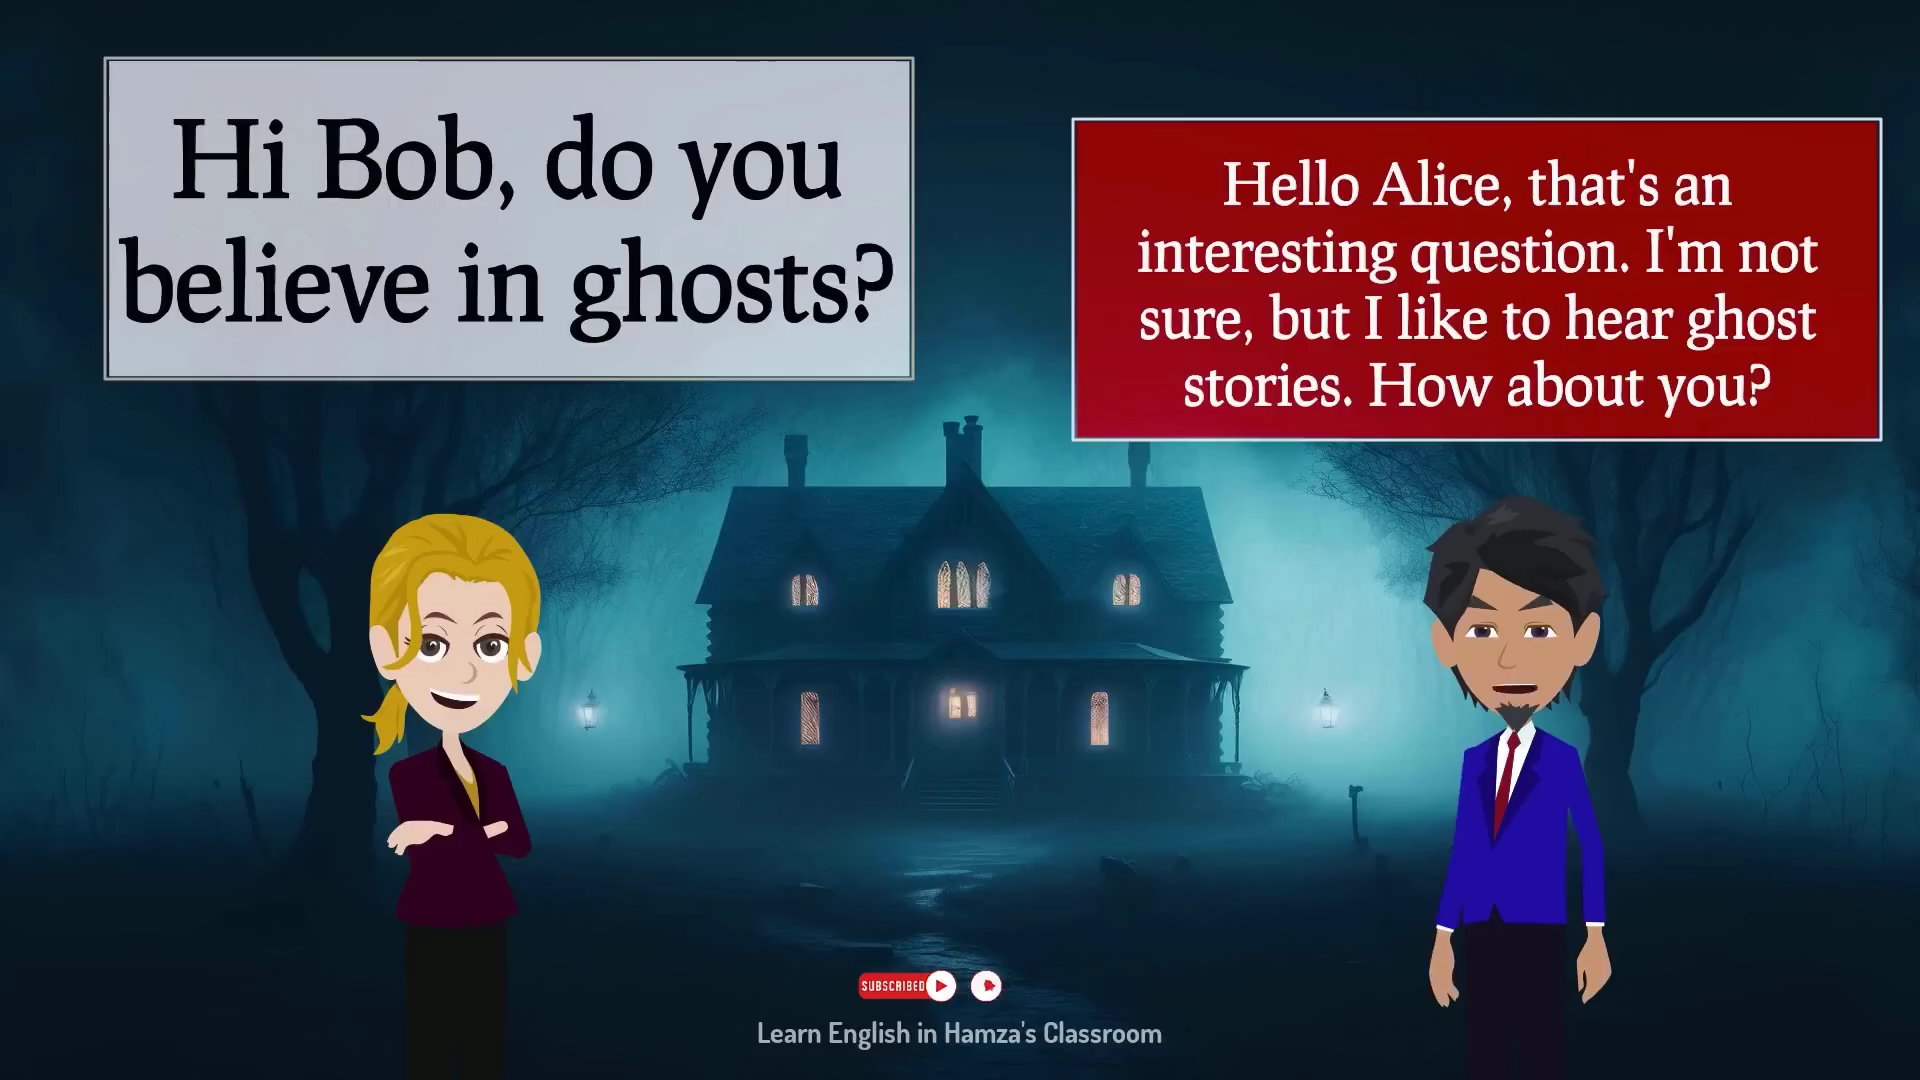 Hi Bob, do you
believe in ghosts?
Hello Alice, that's an
interesting question. I'm not
sure, but I like to hear ghost
stories. How about you?
SUBSCRIBED
Learn English in Hamza's Classroom